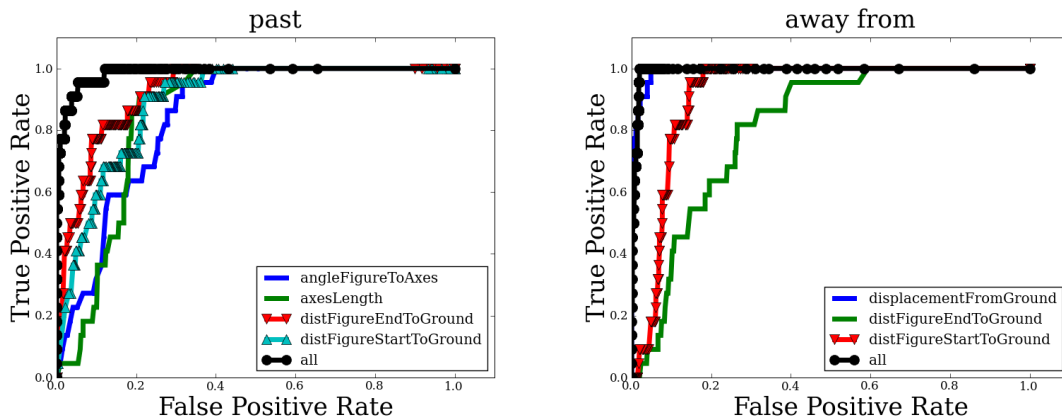 past
True Positive Rate
1.0
0.8
0.6
0.4
0.2
0.0
0.0 0.2 0.4 0.6 0.8 1.0
False Positive Rate
angleFigureToAxes
axesLength
distFigureEndToGround
distFigureStartToGround
all
away from
True Positive Rate
1.0
0.8
0.6
0.4
0.2
0.0
0.0 0.2 0.4 0.6 0.8 1.0
False Positive Rate
displacementFromGround
distFigureEndToGround
distFigureStartToGround
all